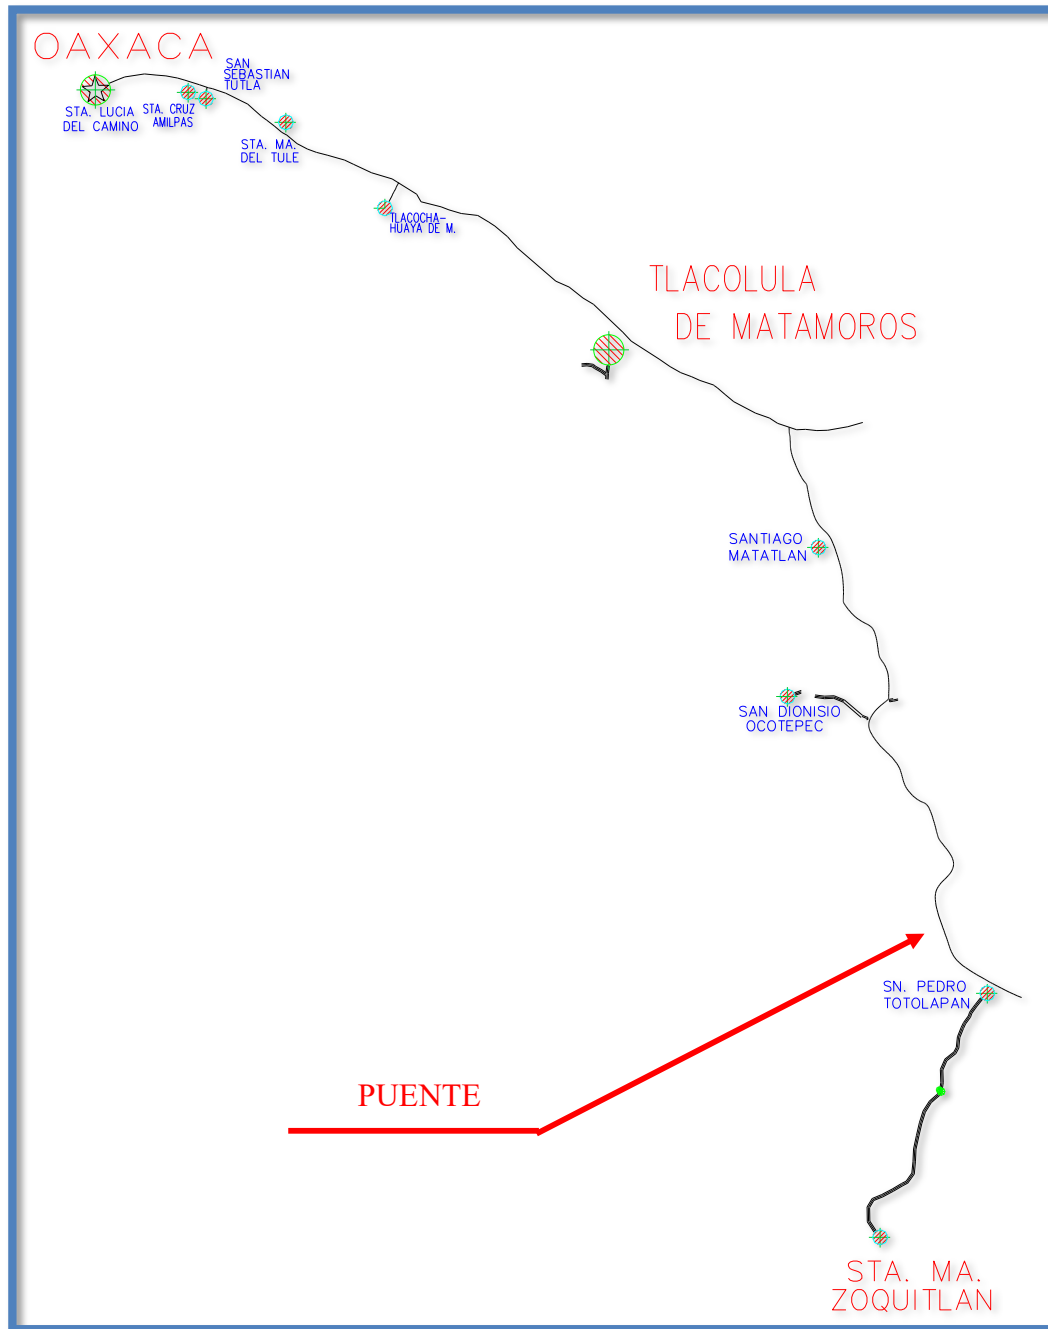 OAXACA
SAN
SEBASTIAN
TUTLA
STA. LUCIA
DEL CAMINO
STA. CRUZ
AMILPAS
STA. MA.
DEL TULE
TLACOCHA-
HUAYA DE M.
TLACOLULA
DE MATAMOROS
SANTIAGO
MATATLAN
SAN DIONISIO
OCOTEPEC
SN. PEDRO
TOTOLAPAN
PUENTE
STA. MA.
ZOQUITLAN